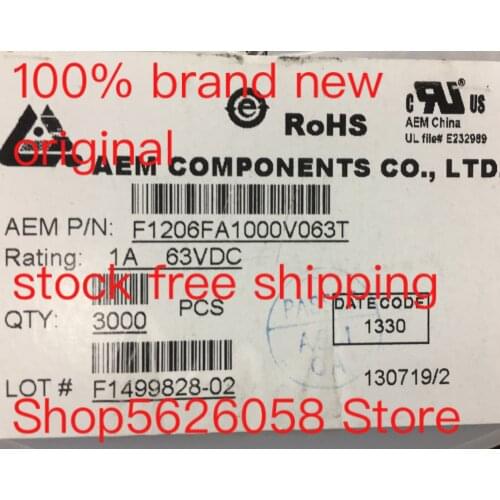 100% brand new
original
RoHS
C UL US
AEM China
UL file# E232989
AEM COMPONENTS CO., LTD.
AEM P/N: F1206FA1000V063T
Rating: 1A 63VDC
stock free shipping
QTY: 3000 PCS
DATECODE
1330
LOT # F1499828-02
130719/2
Shop5626058 Store